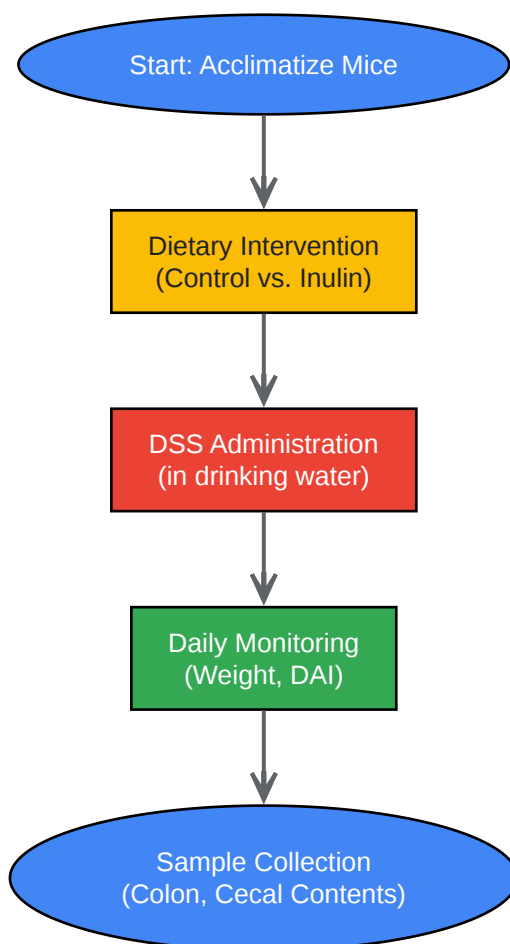 Start: Acclimatize Mice
Dietary Intervention
(Control vs. Inulin)
DSS Administration
(in drinking water)
Daily Monitoring
(Weight, DAI)
Sample Collection
(Colon, Cecal Contents)